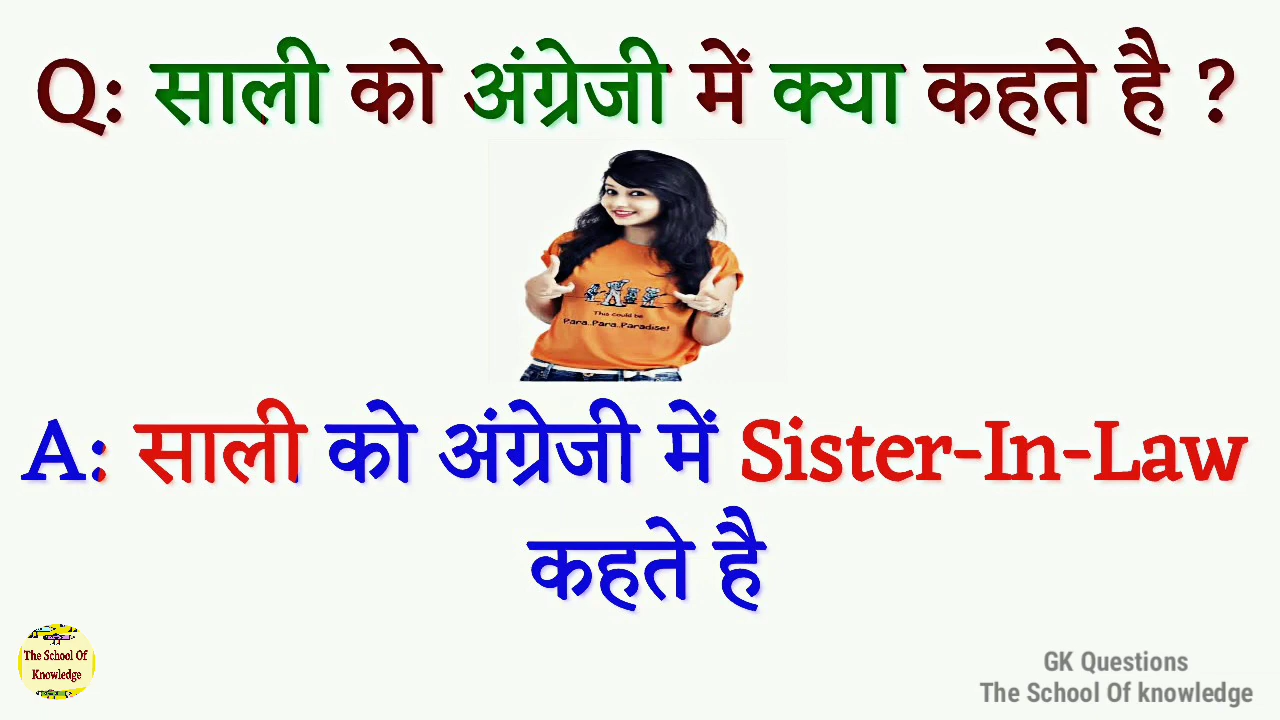 Q: साली को अंग्रेजी में क्या कहते है ?
This could be
Para..Para..Paradise!
A: साली को अंग्रेजी में Sister-In-Law
कहते है
The School Of
Knowledge
GK Questions
The School Of knowledge